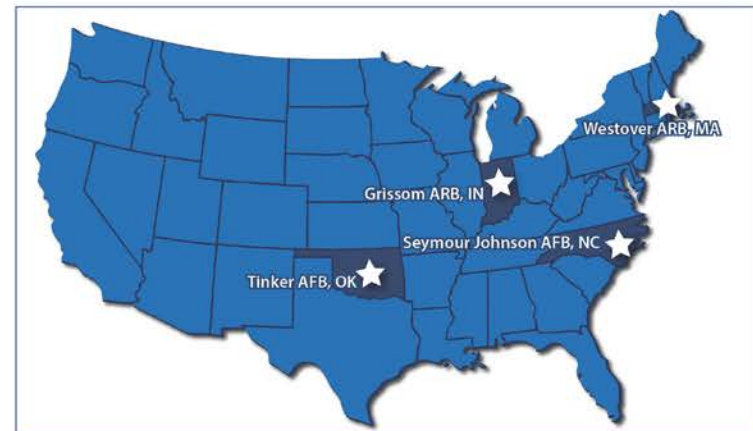 Westover ARB, MA
Grissom ARB, IN
Seymour Johnson AFB, NC
Tinker AFB, OK